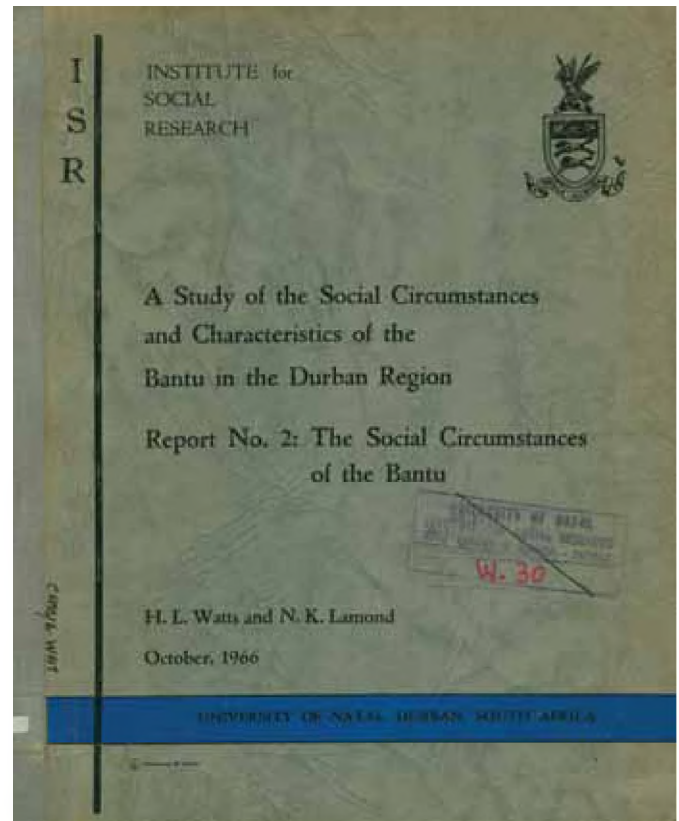 I
S
R
INSTITUTE for
SOCIAL
RESEARCH
A Study of the Social Circumstances
and Characteristics of the
Bantu in the Durban Region
Report No. 2: The Social Circumstances
of the Bantu
UNIVERSITY OF NATAL
W. 30
H. L. Watts and N. K. Lamond
October, 1966
UNIVERSITY OF NATAL, DURBAN, SOUTH AFRICA